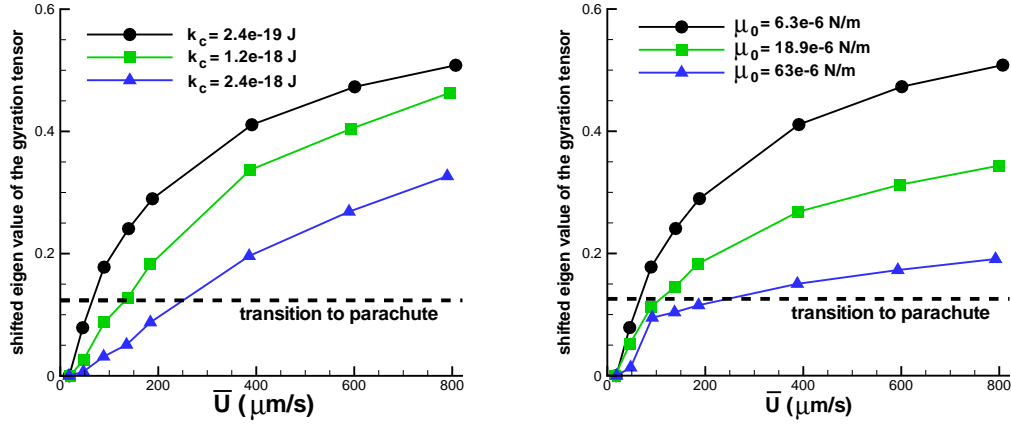 shifted eigen value of the gyration tensor
0.6
0.4
0.2
0
k_c = 2.4e-19 J
k_c = 1.2e-18 J
k_c = 2.4e-18 J
transition to parachute
0 200 400 600 800
U̅ (μm/s)
shifted eigen value of the gyration tensor
0.6
0.4
0.2
0
μ_0 = 6.3e-6 N/m
μ_0 = 18.9e-6 N/m
μ_0 = 63e-6 N/m
transition to parachute
0 200 400 600 800
U̅ (μm/s)